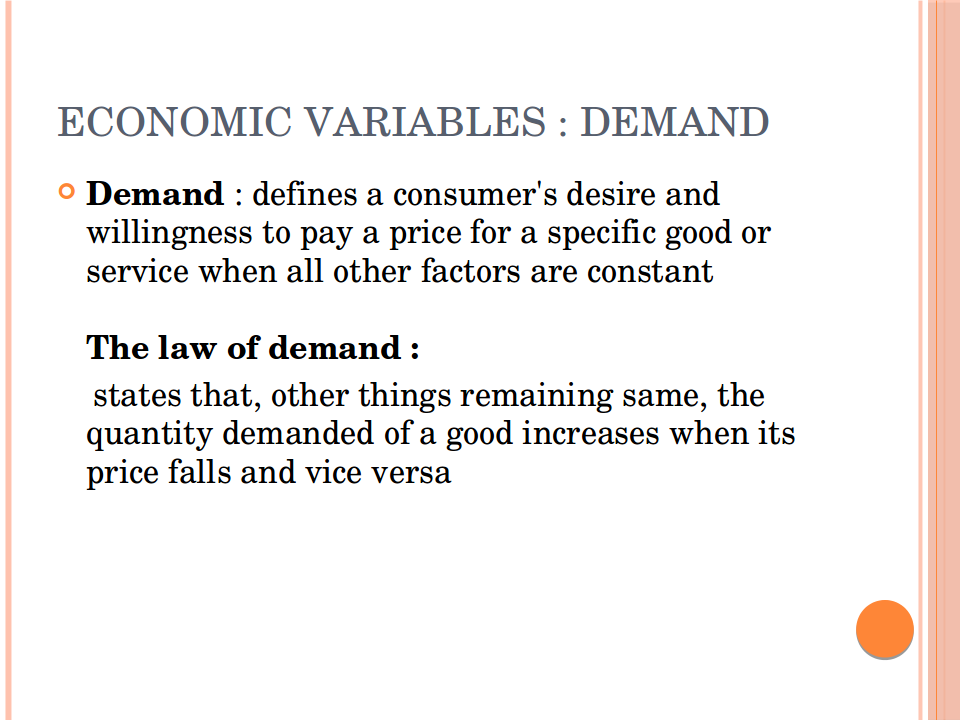 ECONOMIC VARIABLES : DEMAND
Demand : defines a consumer's desire and
willingness to pay a price for a specific good or
service when all other factors are constant
The law of demand :
states that, other things remaining same, the
quantity demanded of a good increases when its
price falls and vice versa